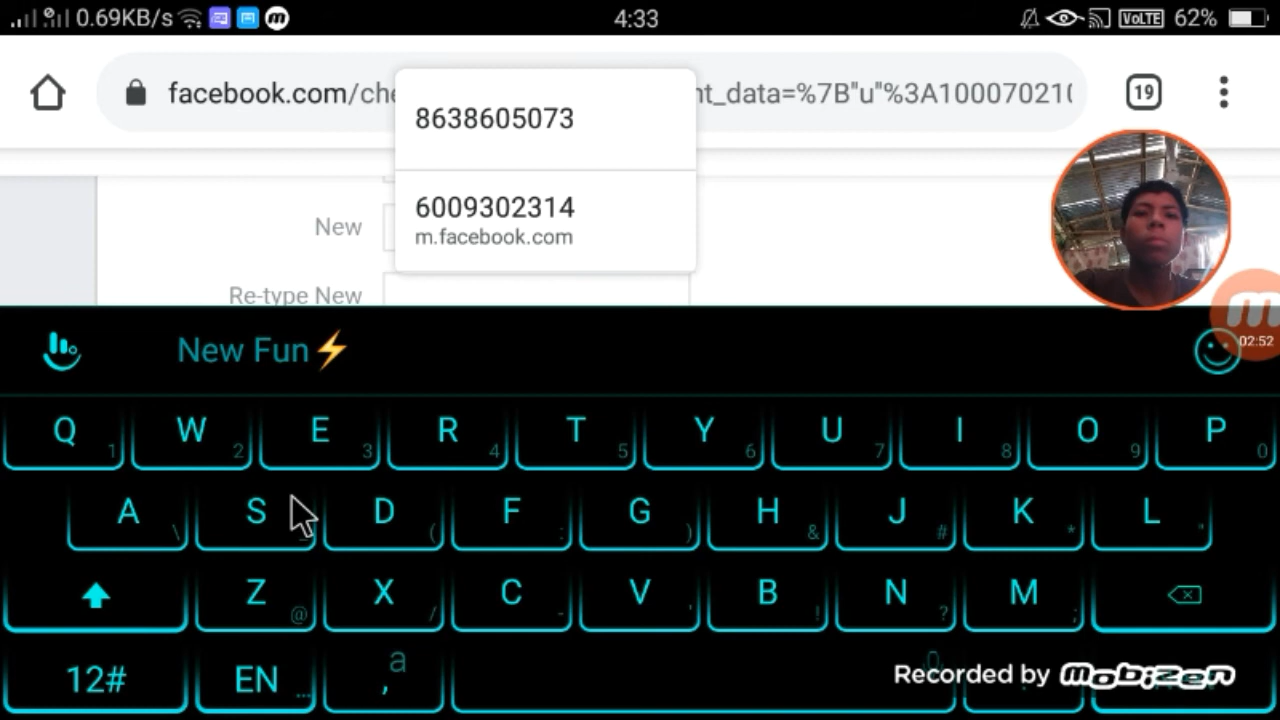 0.69KB/s m 4:33 VoLTE 62%
facebook.com/che
nt_data=%7B"u"%3A100070210
19
8638605073
6009302314
m.facebook.com
New
Re-type New
02:52
New Fun⚡
Q 1 W 2 E 3 R 4 T 5 Y 6 U 7 I 8 O 9 P 0
A \ S D ( F : G ) H & J # K * L "
Z @ X / C - V ' B ! N ? M ;
12# EN ... , a
Recorded by mobizen